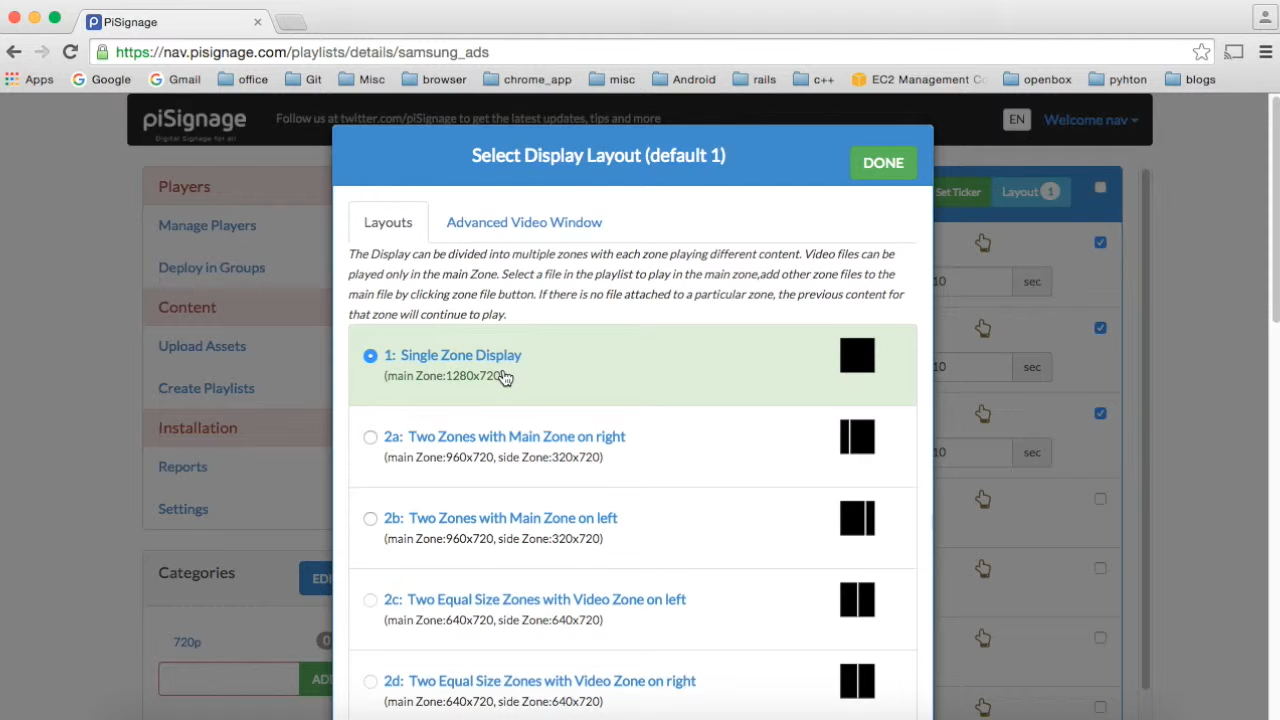 PiSignage
https://nav.pisignage.com/playlists/details/samsung_ads
Apps Google Gmail office Git Misc browser chrome_app misc Android rails c++ EC2 Management Co openbox pyhton blogs
piSignage
Digital Signage for all
Follow us at twitter.com/piSignage to get the latest updates, tips and more
EN
Welcome nav
Players
Manage Players
Deploy in Groups
Content
Upload Assets
Create Playlists
Installation
Reports
Settings
Categories
EDI
720p
0
ADD
Select Display Layout (default 1)
DONE
Layouts
Advanced Video Window
The Display can be divided into multiple zones with each zone playing different content. Video files can be
played only in the main Zone. Select a file in the playlist to play in the main zone,add other zone files to the
main file by clicking zone file button. If there is no file attached to a particular zone, the previous content for
that zone will continue to play.
1: Single Zone Display
(main Zone:1280x720)
2a: Two Zones with Main Zone on right
(main Zone:960x720, side Zone:320x720)
2b: Two Zones with Main Zone on left
(main Zone:960x720, side Zone:320x720)
2c: Two Equal Size Zones with Video Zone on left
(main Zone:640x720, side Zone:640x720)
2d: Two Equal Size Zones with Video Zone on right
(main Zone:640x720, side Zone:640x720)
Set Ticker
Layout 1
10 sec
10 sec
10 sec